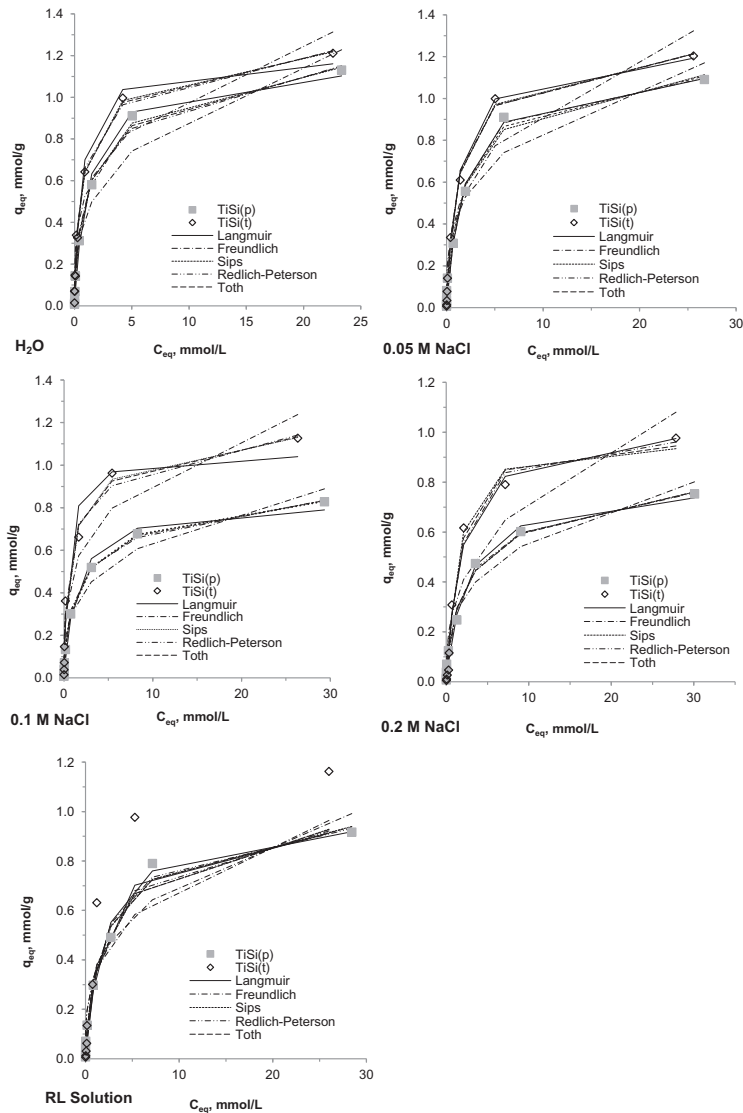 1.4
1.2
1.0
0.8
0.6
0.4
0.2
0.0
q_eq, mmol/g
TiSi(p)
TiSi(t)
Langmuir
Freundlich
Sips
Redlich-Peterson
Toth
0 5 10 15 20 25
H₂O
C_eq, mmol/L
1.4
1.2
1.0
0.8
0.6
0.4
0.2
0.0
q_eq, mmol/g
TiSi(p)
TiSi(t)
Langmuir
Freundlich
Sips
Redlich-Peterson
Toth
0 10 20 30
0.05 M NaCl
C_eq, mmol/L
1.4
1.2
1.0
0.8
0.6
0.4
0.2
0.0
q_eq, mmol/g
TiSi(p)
TiSi(t)
Langmuir
Freundlich
Sips
Redlich-Peterson
Toth
0 10 20 30
0.1 M NaCl
C_eq, mmol/L
1.2
1.0
0.8
0.6
0.4
0.2
0.0
q_eq, mmol/g
TiSi(p)
TiSi(t)
Langmuir
Freundlich
Sips
Redlich-Peterson
Toth
0 10 20 30
0.2 M NaCl
C_eq, mmol/L
1.2
1.0
0.8
0.6
0.4
0.2
0.0
q_eq, mmol/g
TiSi(p)
TiSi(t)
Langmuir
Freundlich
Sips
Redlich-Peterson
Toth
0 10 20 30
RL Solution
C_eq, mmol/L